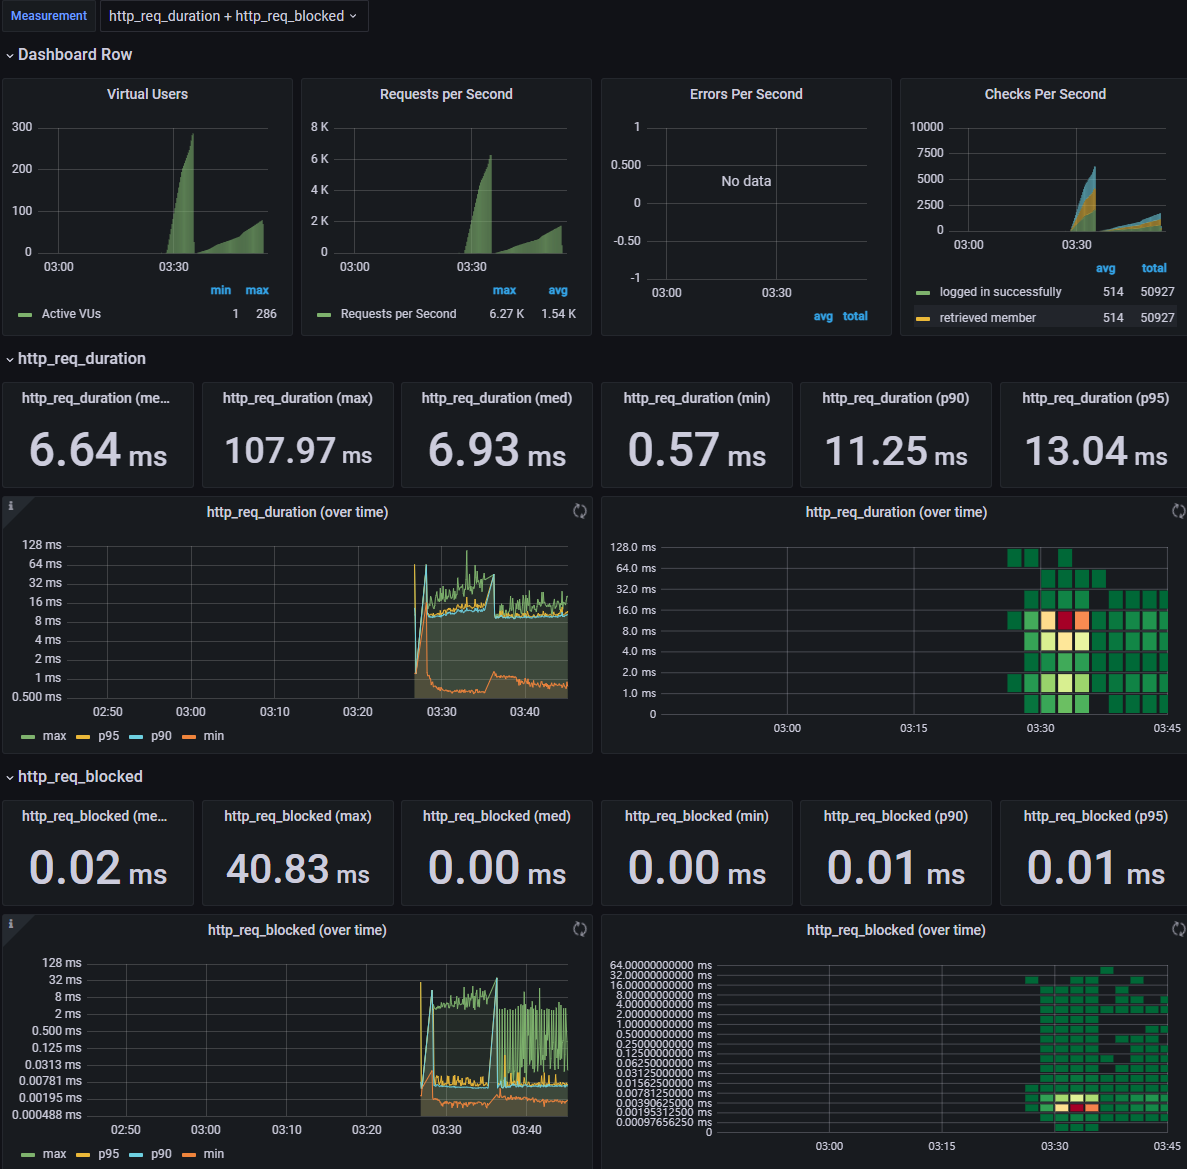 Measurement http_req_duration + http_req_blocked
Dashboard Row
Virtual Users
300
200
100
0
03:00 03:30
min max
Active VUs 1 286
Requests per Second
8 K
6 K
4 K
2 K
0
03:00 03:30
max avg
Requests per Second 6.27 K 1.54 K
Errors Per Second
1
0.500
0
-0.50
-1
No data
03:00 03:30
avg total
Checks Per Second
10000
7500
5000
2500
0
03:00 03:30
avg total
logged in successfully 514 50927
retrieved member 514 50927
http_req_duration
http_req_duration (me...
6.64 ms
http_req_duration (max)
107.97 ms
http_req_duration (med)
6.93 ms
http_req_duration (min)
0.57 ms
http_req_duration (p90)
11.25 ms
http_req_duration (p95)
13.04 ms
http_req_duration (over time)
128 ms
64 ms
32 ms
16 ms
8 ms
4 ms
2 ms
1 ms
0.500 ms
02:50 03:00 03:10 03:20 03:30 03:40
max p95 p90 min
http_req_duration (over time)
128.0 ms
64.0 ms
32.0 ms
16.0 ms
8.0 ms
4.0 ms
2.0 ms
1.0 ms
0
03:00 03:15 03:30 03:45
http_req_blocked
http_req_blocked (me...
0.02 ms
http_req_blocked (max)
40.83 ms
http_req_blocked (med)
0.00 ms
http_req_blocked (min)
0.00 ms
http_req_blocked (p90)
0.01 ms
http_req_blocked (p95)
0.01 ms
http_req_blocked (over time)
128 ms
32 ms
8 ms
2 ms
0.500 ms
0.125 ms
0.0313 ms
0.00781 ms
0.00195 ms
0.000488 ms
02:50 03:00 03:10 03:20 03:30 03:40
max p95 p90 min
http_req_blocked (over time)
64.00000000000 ms
32.00000000000 ms
16.00000000000 ms
8.00000000000 ms
4.00000000000 ms
2.00000000000 ms
1.00000000000 ms
0.50000000000 ms
0.25000000000 ms
0.12500000000 ms
0.06250000000 ms
0.03125000000 ms
0.01562500000 ms
0.00781250000 ms
0.00390625000 ms
0.00195312500 ms
0.00097656250 ms
0
03:00 03:15 03:30 03:45